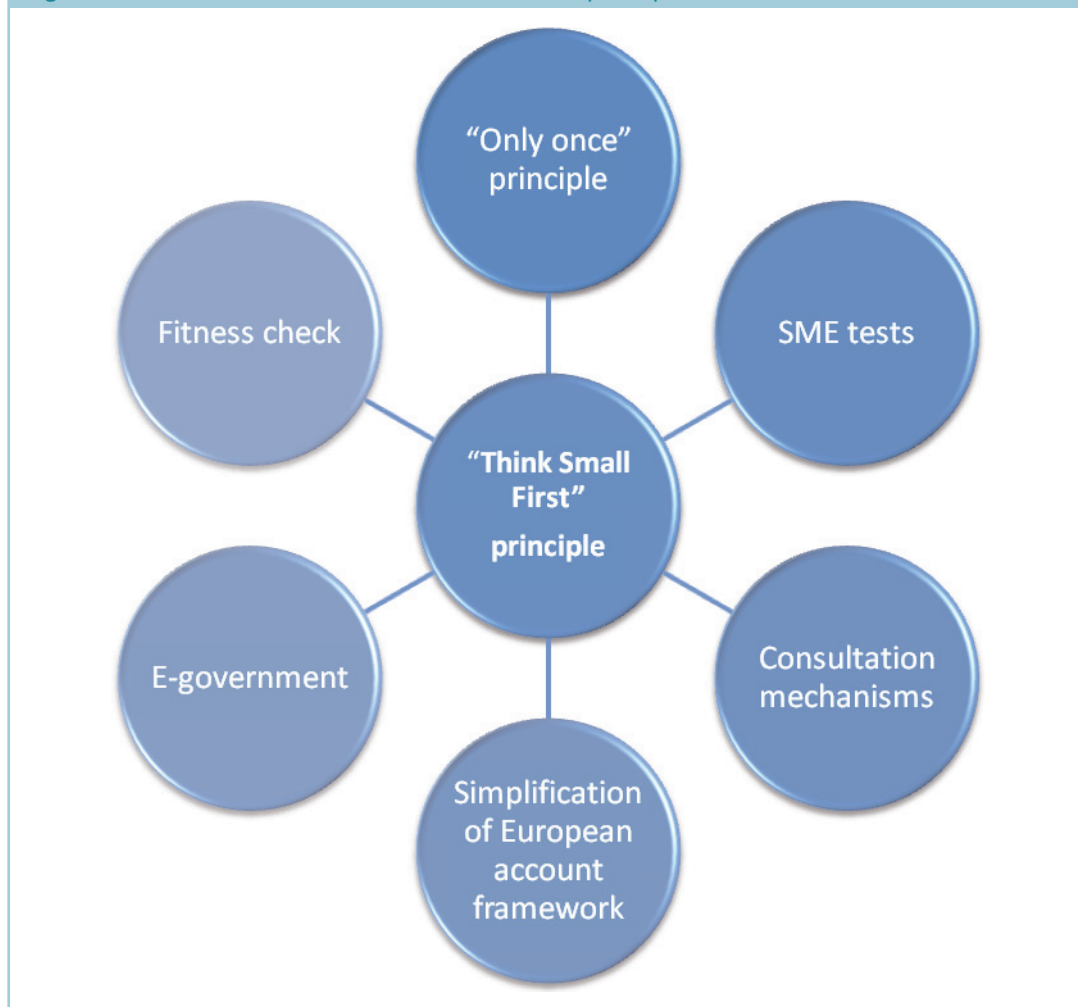 “Only once”
principle
Fitness check
SME tests
“Think Small
First”
principle
E-government
Consultation
mechanisms
Simplification
of European
account
framework